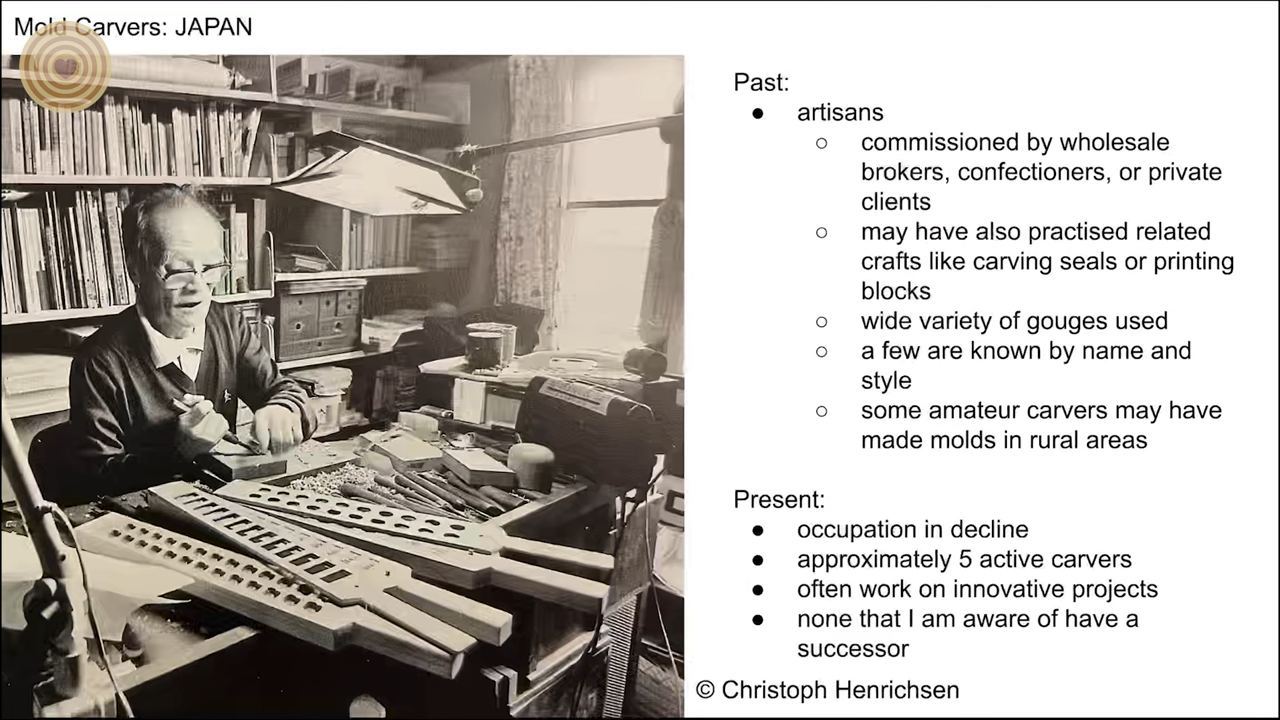 Mold Carvers: JAPAN
Past:
● artisans
○ commissioned by wholesale
brokers, confectioners, or private
clients
○ may have also practised related
crafts like carving seals or printing
blocks
○ wide variety of gouges used
○ a few are known by name and
style
○ some amateur carvers may have
made molds in rural areas
Present:
● occupation in decline
● approximately 5 active carvers
● often work on innovative projects
● none that I am aware of have a
successor
© Christoph Henrichsen